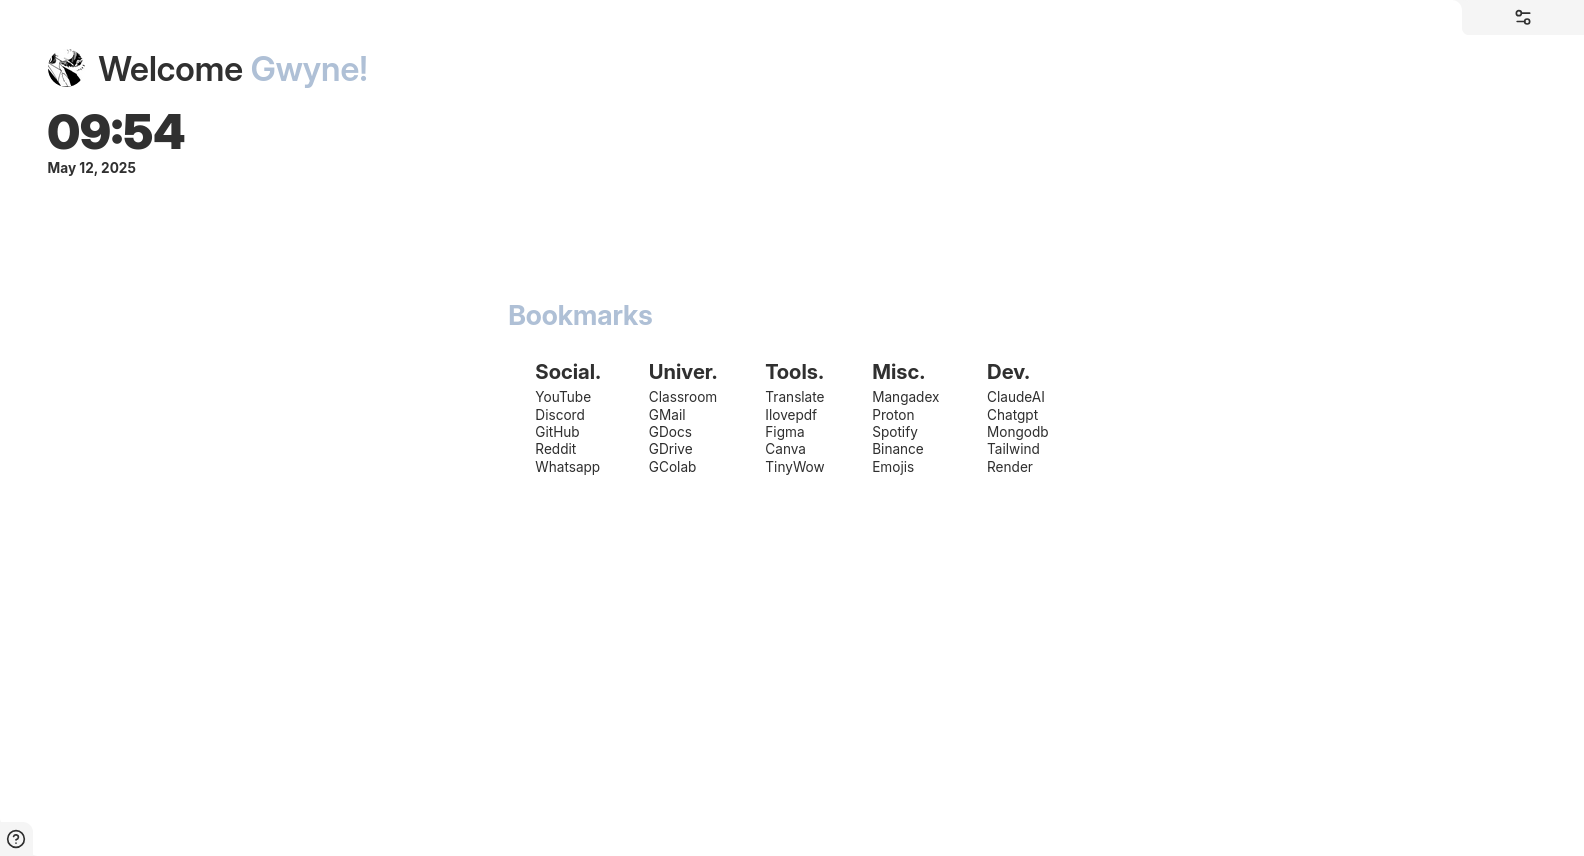 Welcome Gwyne!
09:54
May 12, 2025
Bookmarks
Social.
YouTube
Discord
GitHub
Reddit
Whatsapp
Univer.
Classroom
GMail
GDocs
GDrive
GColab
Tools.
Translate
Ilovepdf
Figma
Canva
TinyWow
Misc.
Mangadex
Proton
Spotify
Binance
Emojis
Dev.
ClaudeAI
Chatgpt
Mongodb
Tailwind
Render